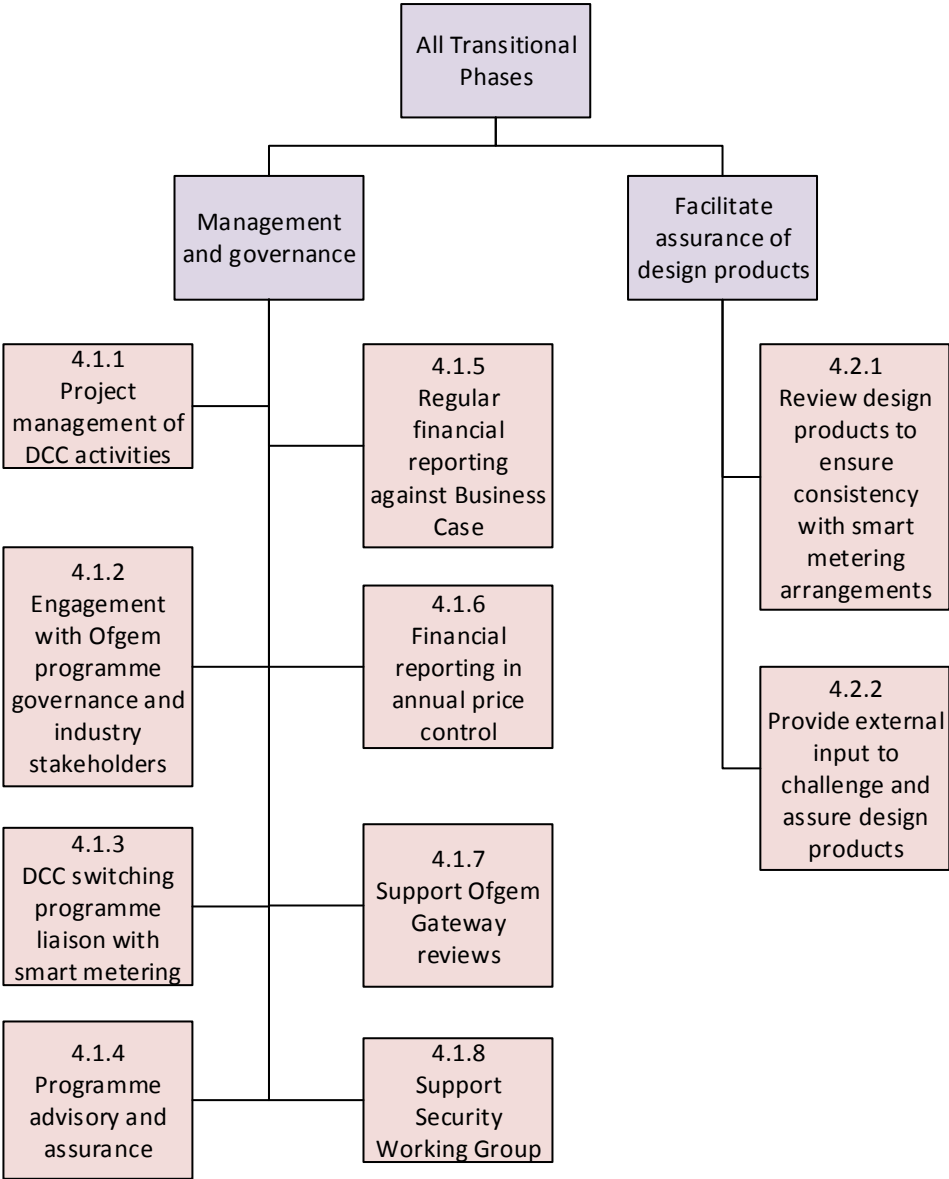 All Transitional
Phases
Management
and governance
Facilitate
assurance of
design products
4.1.1
Project
management of
DCC activities
4.1.2
Engagement
with Ofgem
programme
governance and
industry
stakeholders
4.1.3
DCC switching
programme
liaison with
smart metering
4.1.4
Programme
advisory and
assurance
4.1.5
Regular
financial
reporting
against Business
Case
4.1.6
Financial
reporting in
annual price
control
4.1.7
Support Ofgem
Gateway
reviews
4.1.8
Support
Security
Working Group
4.2.1
Review design
products to
ensure
consistency
with smart
metering
arrangements
4.2.2
Provide external
input to
challenge and
assure design
products